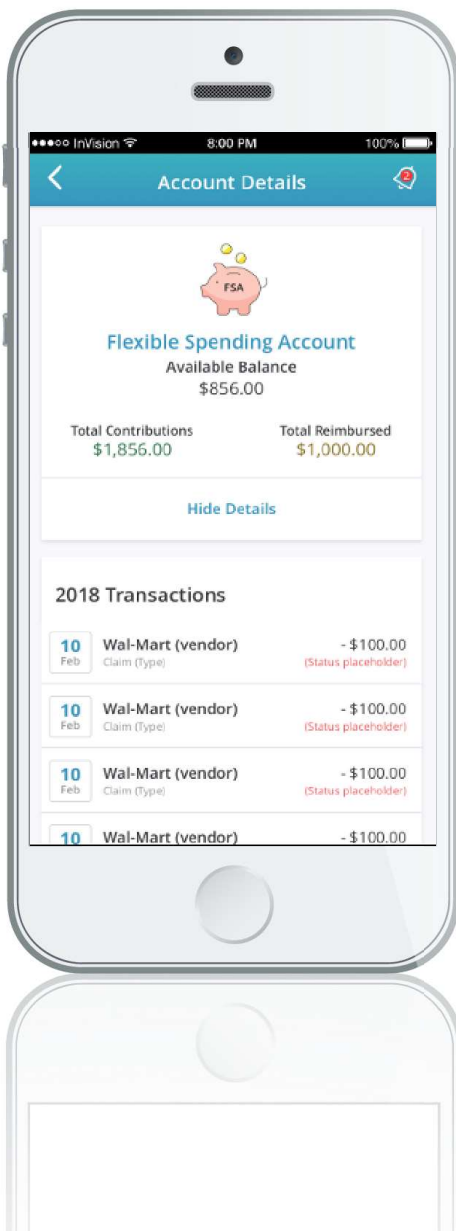 InVision 8:00 PM 100%
Account Details 2
FSA
Flexible Spending Account
Available Balance
$856.00
Total Contributions Total Reimbursed
$1,856.00 $1,000.00
Hide Details
2018 Transactions
10 Wal-Mart (vendor) - $100.00
Feb Claim (Type) (Status placeholder)
10 Wal-Mart (vendor) - $100.00
Feb Claim (Type) (Status placeholder)
10 Wal-Mart (vendor) - $100.00
Feb Claim (Type) (Status placeholder)
10 Wal-Mart (vendor) - $100.00